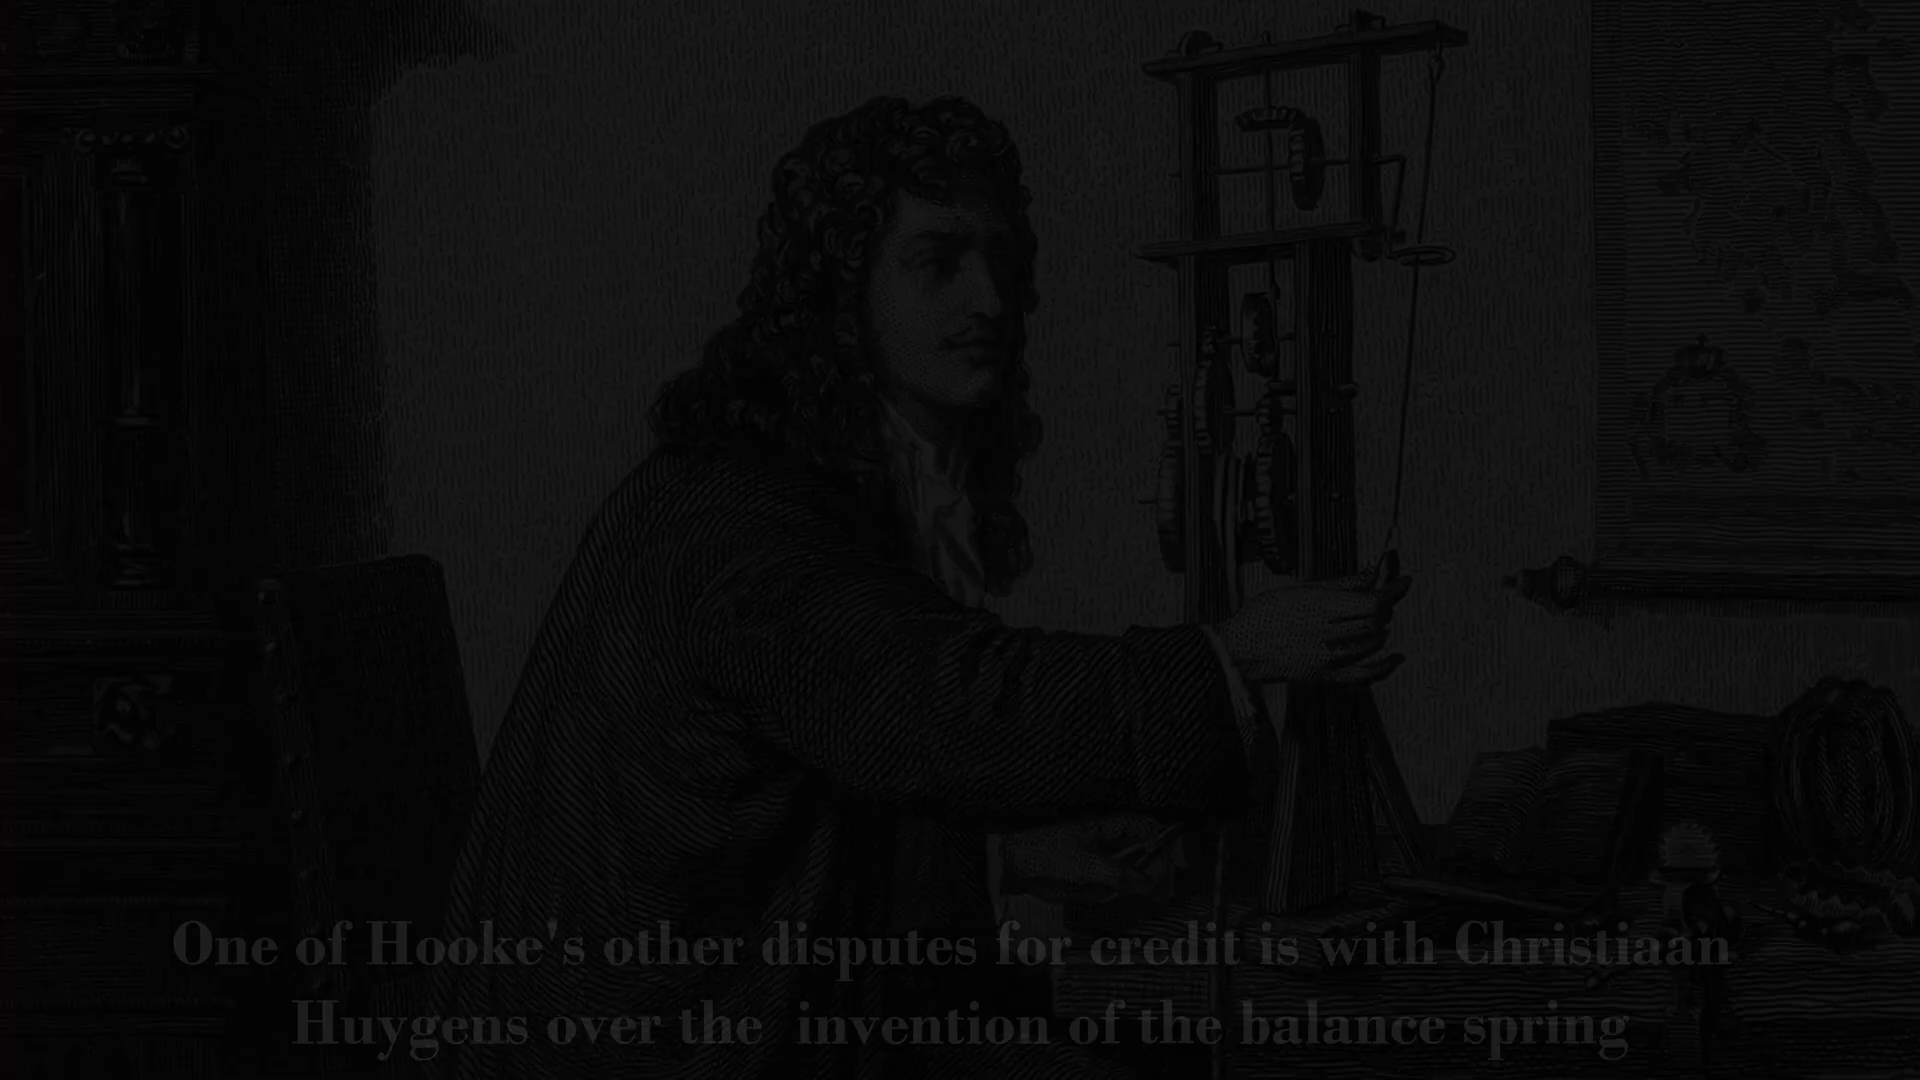 One of Hooke's other disputes for credit is with Christiaan
Huygens over the  invention of the balance spring